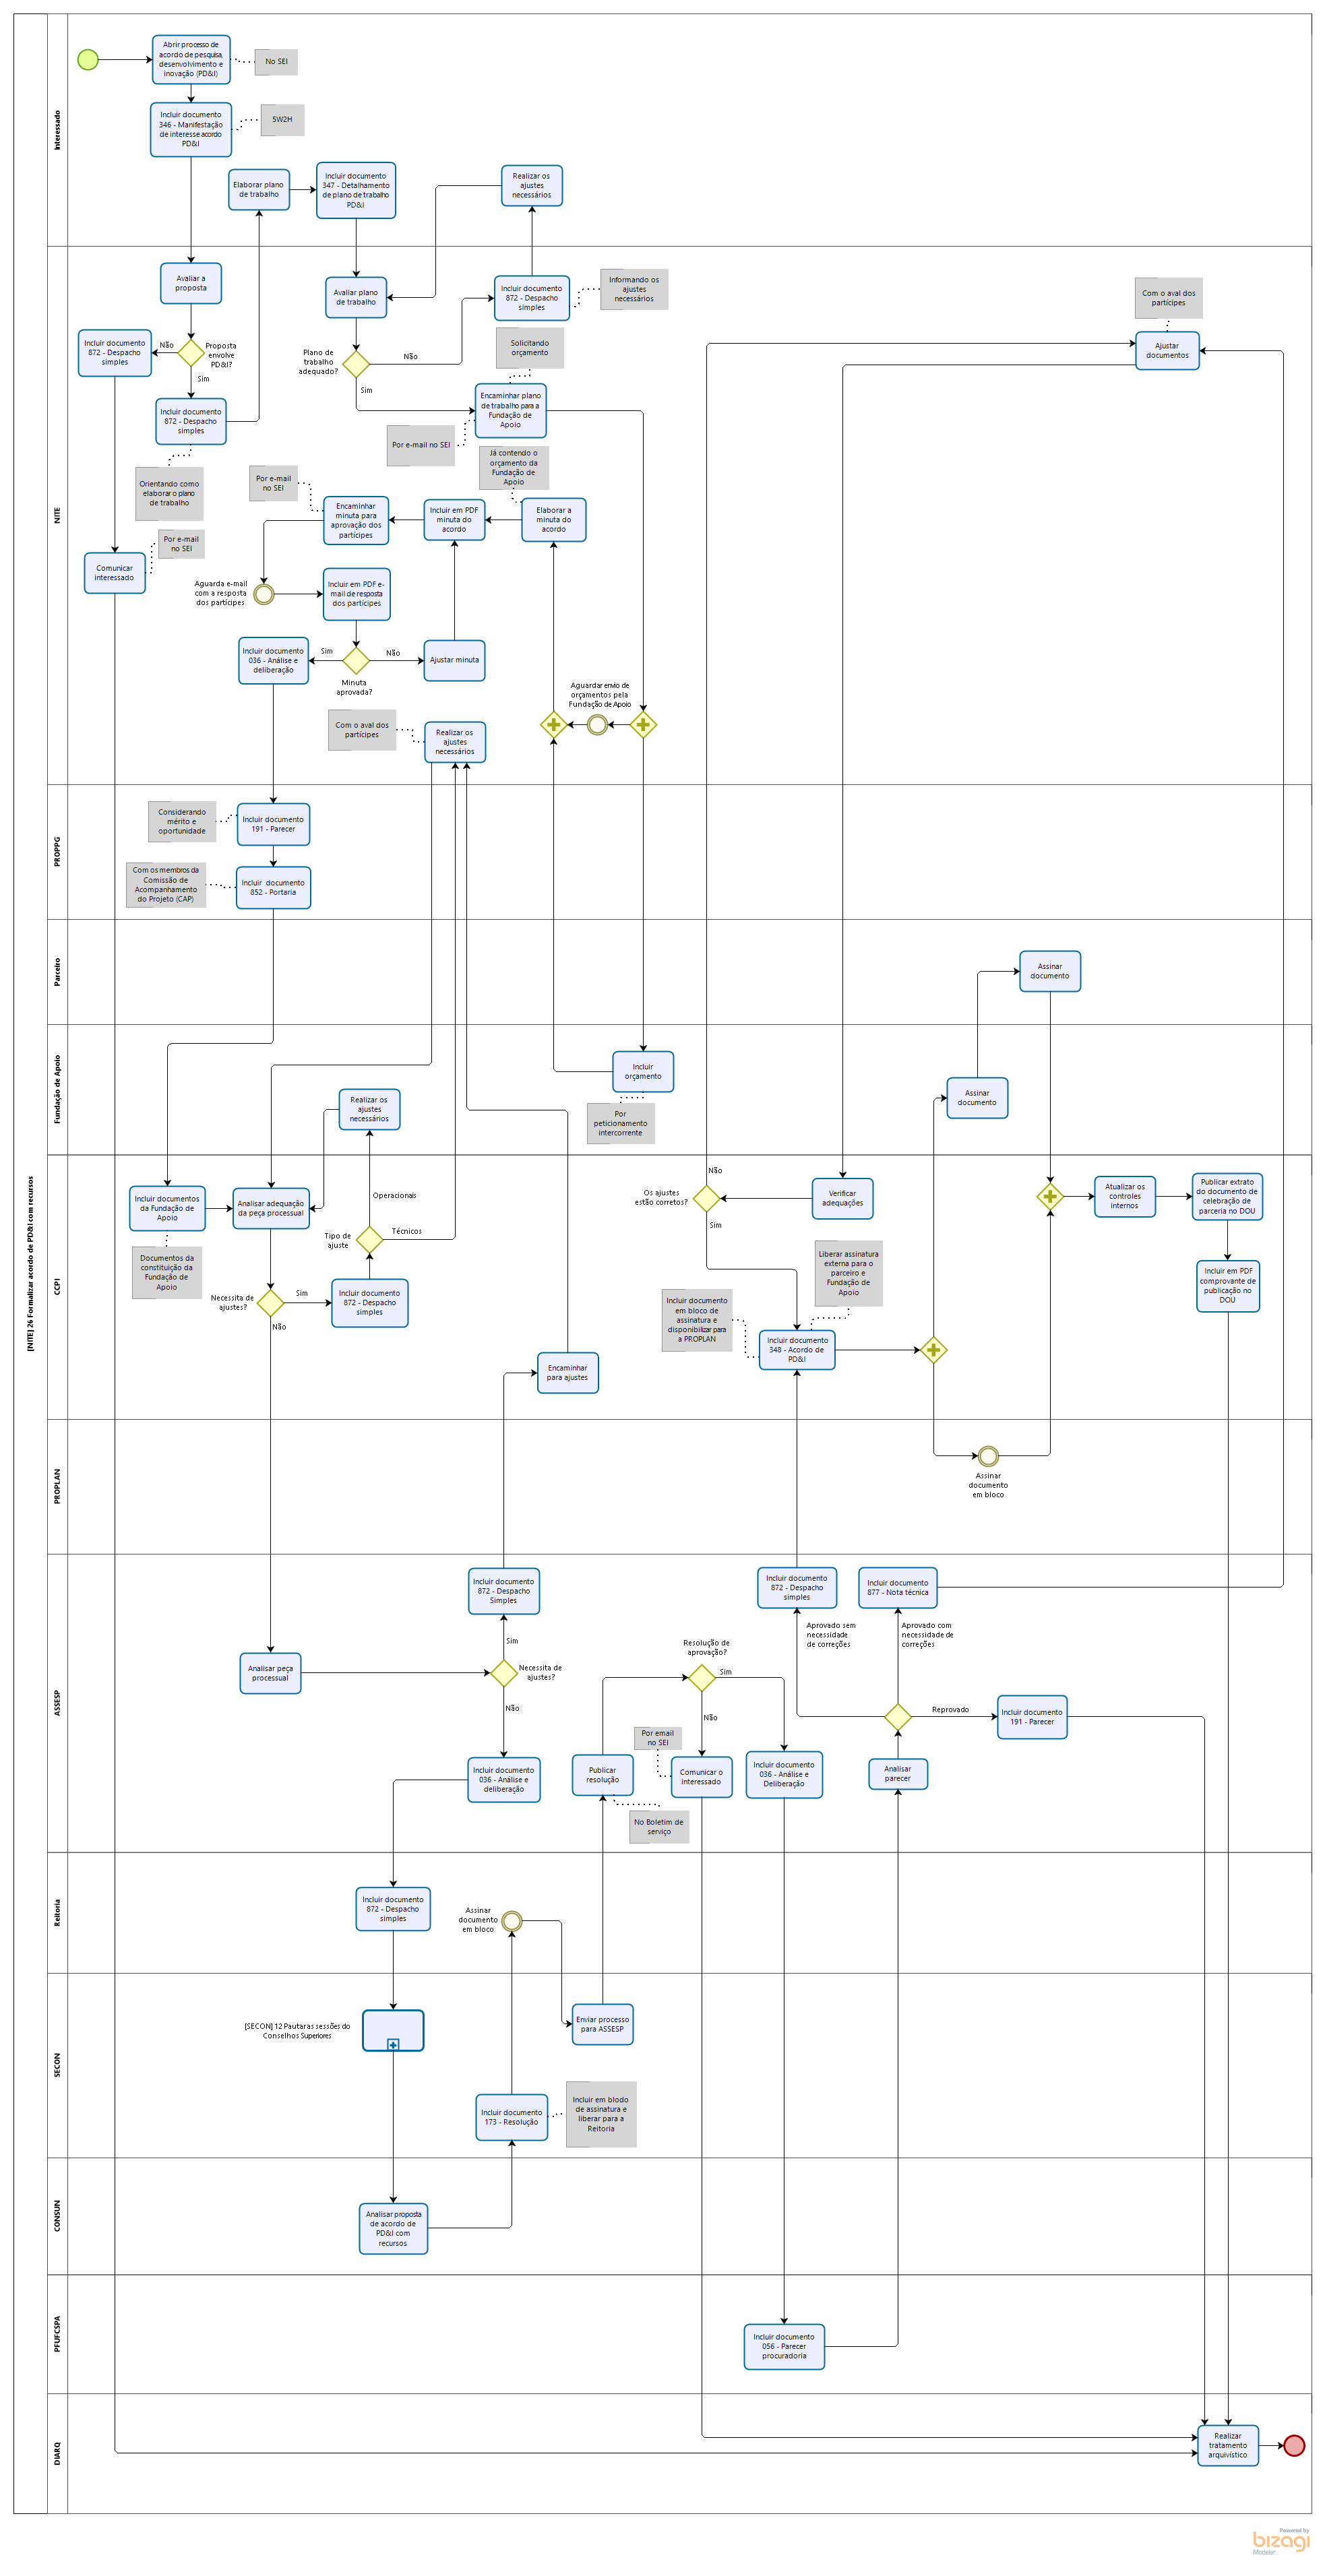 [NITE] 26 Formalizar acordo de PD&I com recursos
Interessado
Abrir processo de
acordo de pesquisa,
desenvolvimento e
inovação (PD&I)
No SEI
Incluir documento
346 - Manifestação
de interesse acordo
PD&I
5W2H
Elaborar plano
de trabalho
Incluir documento
347 - Detalhamento
de plano de trabalho
PD&I
Realizar os
ajustes
necessários
NITE
Avaliar a
proposta
Avaliar plano
de trabalho
Incluir documento
872 - Despacho
simples
Informando os
ajustes
necessários
Com o aval dos
partícipes
Ajustar
documentos
Incluir documento
872 - Despacho
simples
Não
Proposta
envolve
PD&I?
Sim
Plano de
trabalho
adequado?
Não
Sim
Solicitando
orçamento
Encaminhar plano
de trabalho para a
Fundação de
Apoio
Incluir documento
872 - Despacho
simples
Por e-mail no SEI
Já contendo o
orçamento da
Fundação de
Apoio
Orientando como
elaborar o plano
de trabalho
Por e-mail
no SEI
Encaminhar
minuta para
aprovação dos
partícipes
Incluir em PDF
minuta do
acordo
Elaborar a
minuta do
acordo
Por e-mail
no SEI
Comunicar
interessado
Aguarda e-mail
com a resposta
dos partícipes
Incluir em PDF e-
mail de resposta
dos partícipes
Incluir documento
036 - Análise e
deliberação
Sim
Não
Minuta
aprovada?
Ajustar minuta
Aguardar envio de
orçamentos pela
Fundação de Apoio
Com o aval dos
partícipes
Realizar os
ajustes
necessários
PROPPG
Considerando
mérito e
oportunidade
Incluir documento
191 - Parecer
Com os membros da
Comissão de
Acompanhamento
do Projeto (CAP)
Incluir  documento
852 - Portaria
Parceiro
Assinar
documento
Fundação de Apoio
Incluir
orçamento
Por
peticionamento
intercorrente
Realizar os
ajustes
necessários
Assinar
documento
CCPI
Incluir documentos
da Fundação de
Apoio
Documentos da
constituição da
Fundação de
Apoio
Analisar adequação
da peça processual
Operacionais
Tipo de
ajuste
Técnicos
Necessita de
ajustes?
Sim
Não
Incluir documento
872 - Despacho
simples
Encaminhar
para ajustes
Não
Os ajustes
estão corretos?
Sim
Verificar
adequações
Liberar assinatura
externa para o
parceiro e
Fundação de
Apoio
Incluir documento
em bloco de
assinatura e
disponibilizar para
a PROPLAN
Incluir documento
348 - Acordo de
PD&I
Atualizar os
controles
internos
Publicar extrato
do documento de
celebração de
parceria no DOU
Incluir em PDF
comprovante de
publicação no
DOU
PROPLAN
Assinar
documento
em bloco
ASSESP
Incluir documento
872 - Despacho
Simples
Sim
Analisar peça
processual
Necessita de
ajustes?
Não
Incluir documento
036 - Análise e
deliberação
Publicar
resolução
No Boletim de
serviço
Resolução de
aprovação?
Sim
Não
Por email
no SEI
Comunicar o
interessado
Incluir documento
036 - Análise e
Deliberação
Incluir documento
872 - Despacho
simples
Aprovado sem
necessidade
de correções
Incluir documento
877 - Nota técnica
Aprovado com
necessidade de
correções
Reprovado
Incluir documento
191 - Parecer
Analisar
parecer
Reitoria
Incluir documento
872 - Despacho
simples
Assinar
documento
em bloco
SECON
[SECON] 12 Pautar as sessões do
Conselhos Superiores
Enviar processo
para ASSESP
Incluir documento
173 - Resolução
Incluir em blodo
de assinatura e
liberar para a
Reitoria
CONSUN
Analisar proposta
de acordo de
PD&I com
recursos
PFUFCSPA
Incluir documento
056 - Parecer
procuradoria
DIARQ
Realizar
tratamento
arquivístico
Powered by
bizagi
Modeler